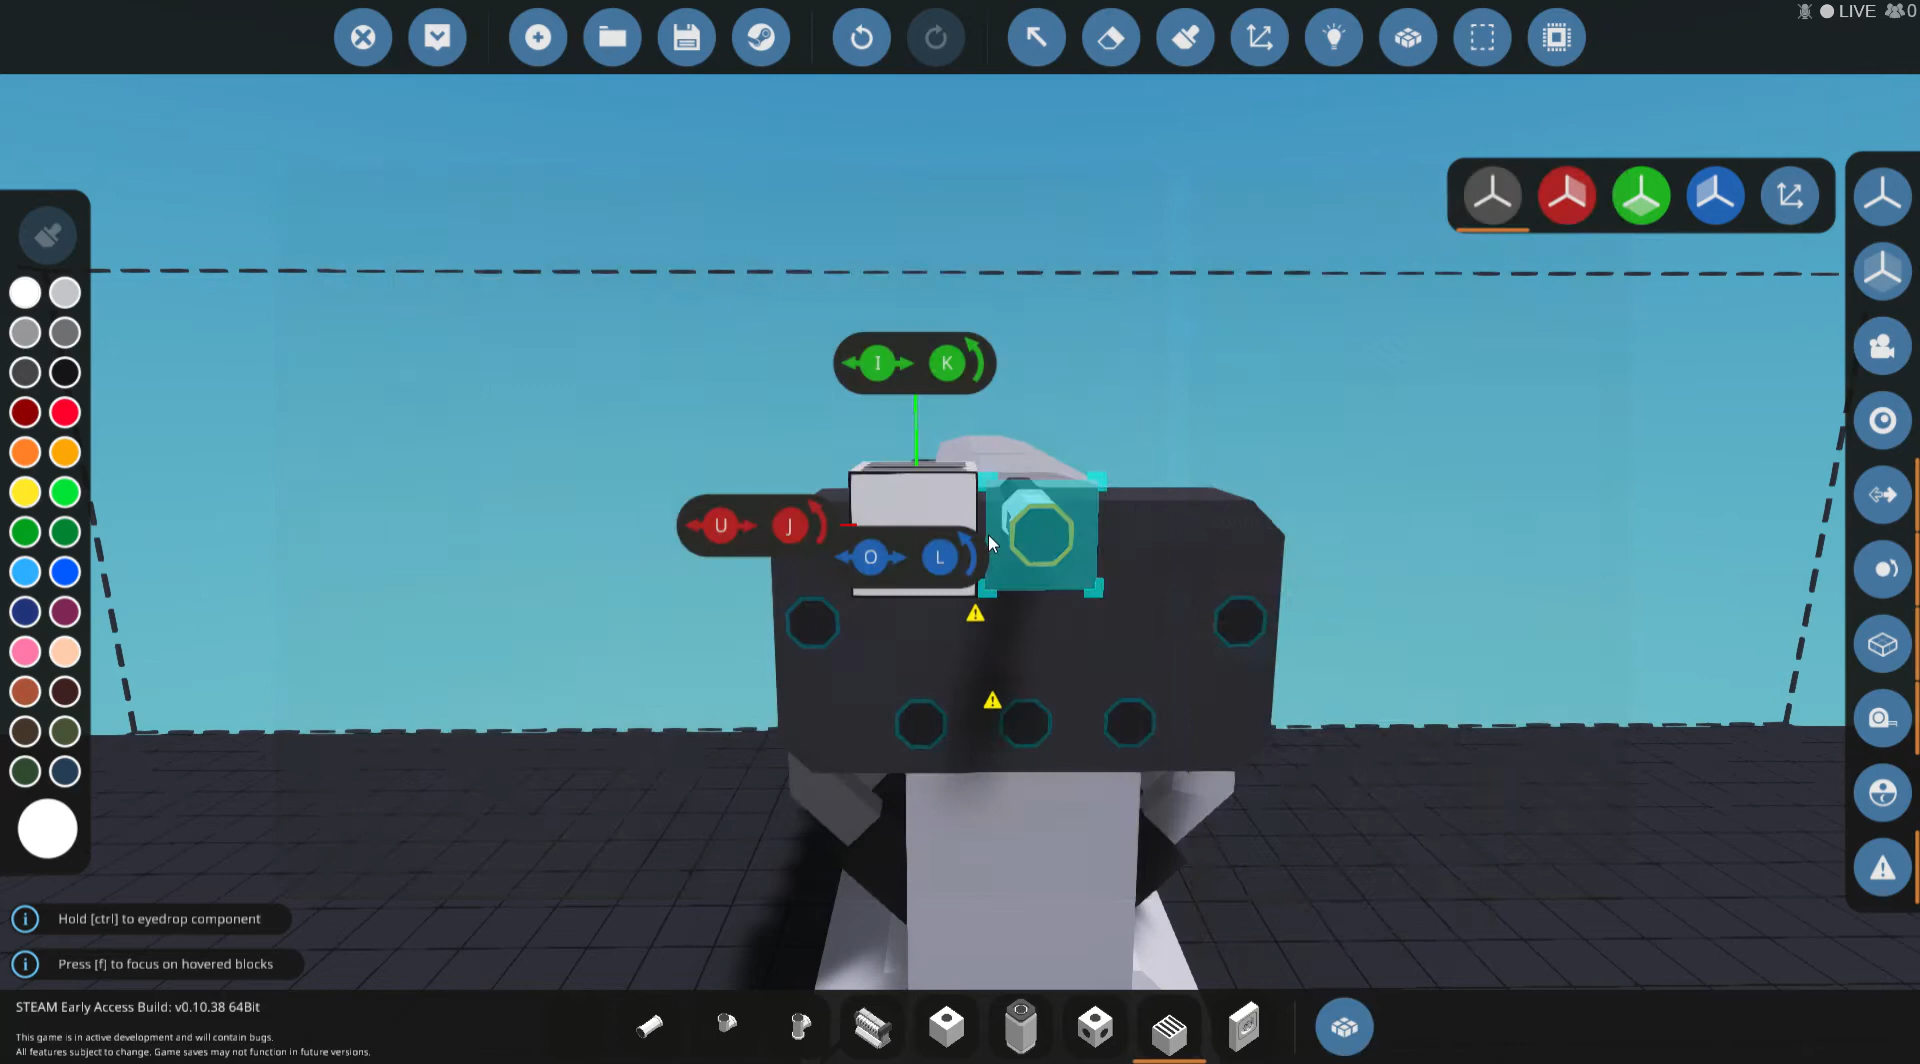 LIVE 0
I K
U J
O L
Hold [ctrl] to eyedrop component
Press [f] to focus on hovered blocks
STEAM Early Access Build: v0.10.38 64Bit
This game is in active development and will contain bugs.
All features subject to change. Game saves may not function in future versions.